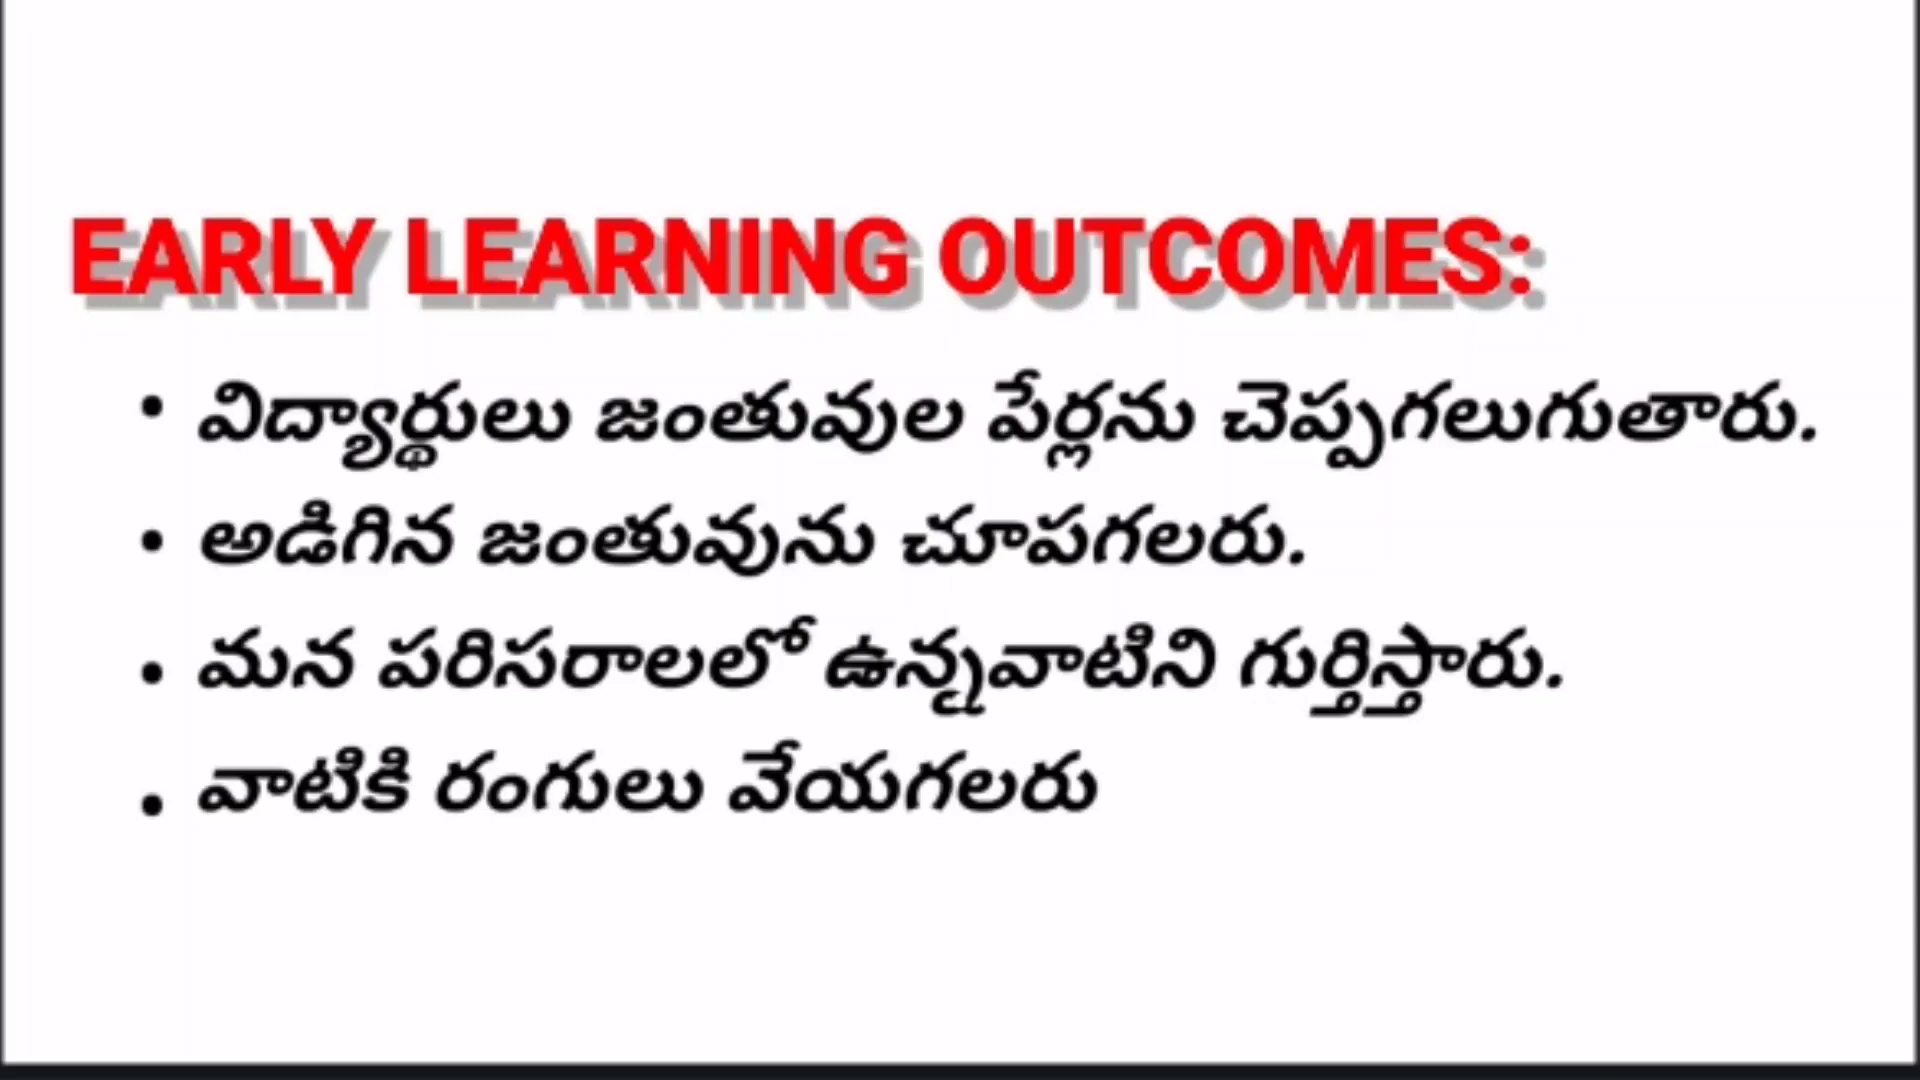 EARLY LEARNING OUTCOMES:
• విద్యార్థులు జంతువుల పేర్లను చెప్పగలుగుతారు.
• అడిగిన జంతువును చూపగలరు.
• మన పరిసరాలలో ఉన్నవాటిని గుర్తిస్తారు.
• వాటికి రంగులు వేయగలరు